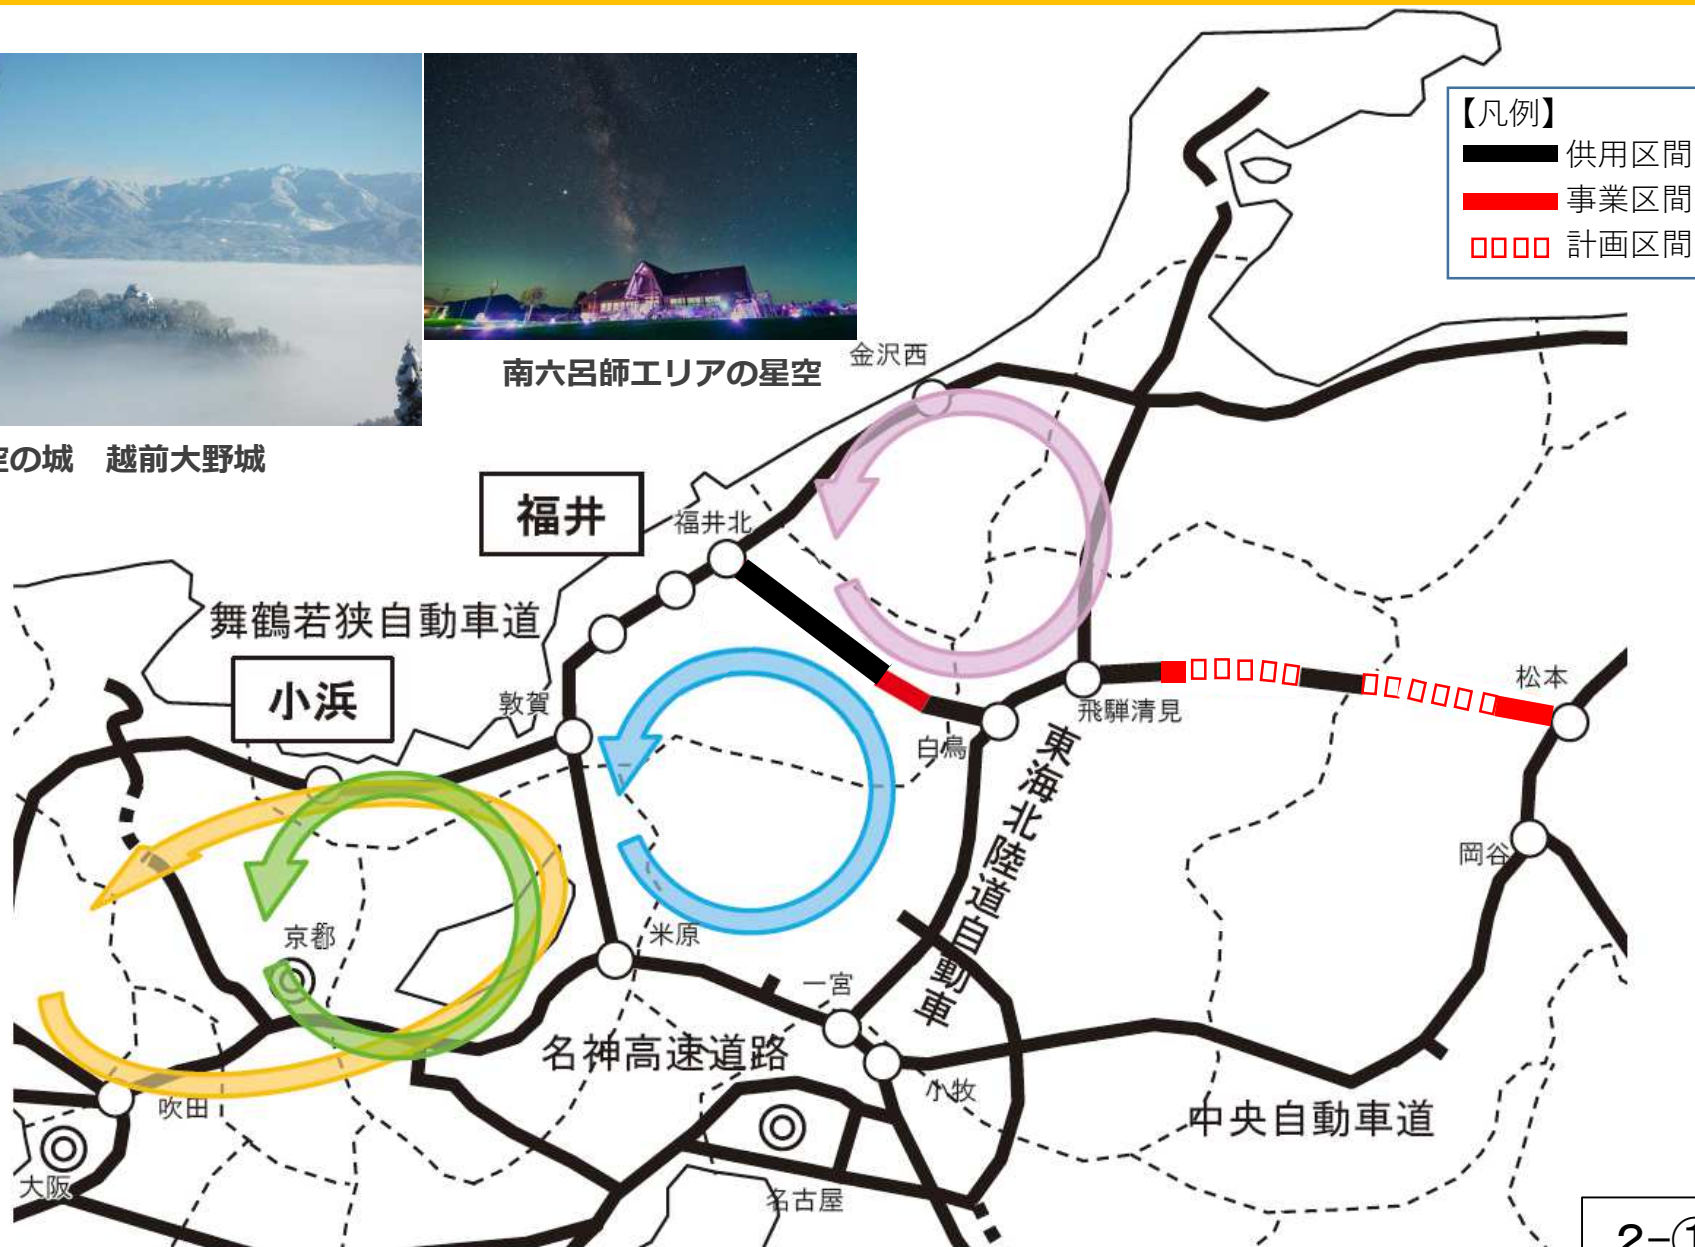 【凡例】
供用区間
事業区間
計画区間
南六呂師エリアの星空
空の城　越前大野城
金沢西
福井
福井北
舞鶴若狭自動車道
小浜
敦賀
白鳥
飛騨清見
松本
東海北陸道自動車
岡谷
京都
米原
一宮
名神高速道路
小牧
吹田
中央自動車道
大阪
名古屋
2-①